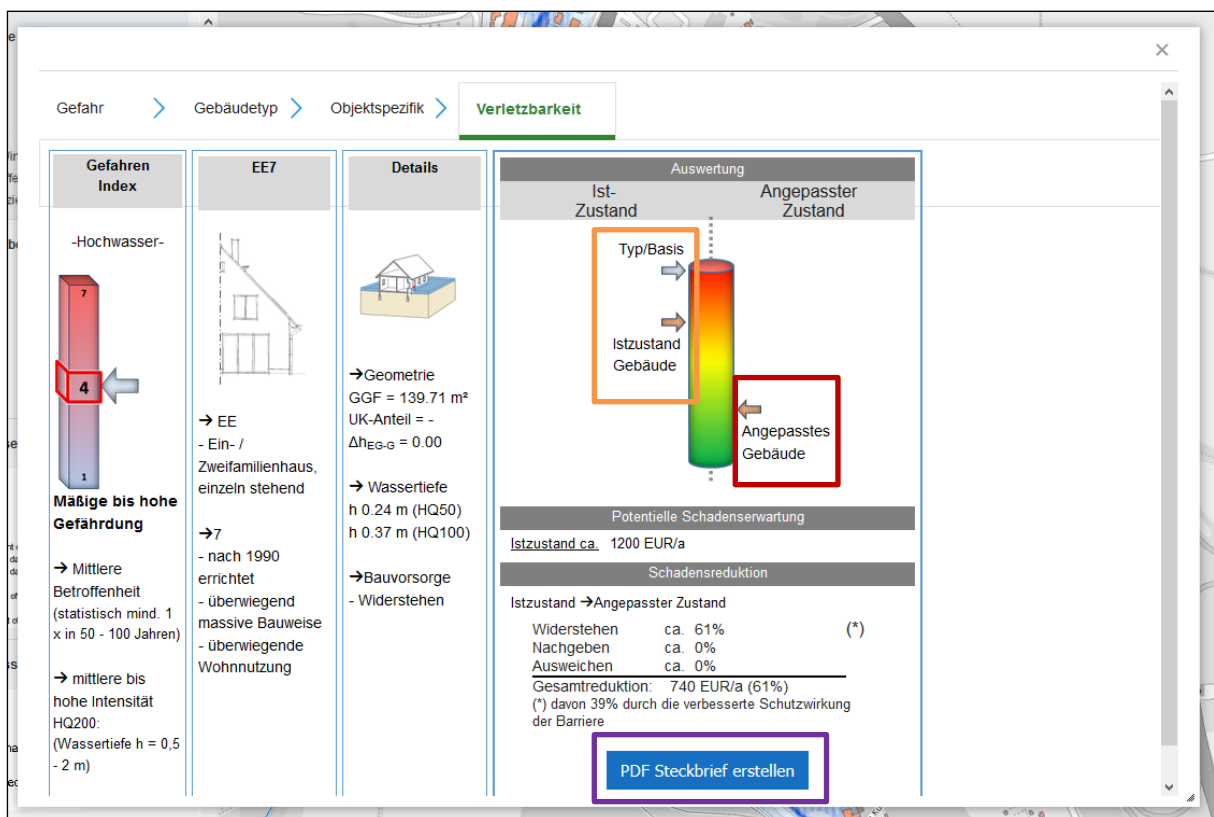 Gefahr
Gebäudetyp
Objektspezifik
Verletzbarkeit
Gefahren
Index
-Hochwasser-
7
4
1
Mäßige bis hohe
Gefährdung
→ Mittlere
Betroffenheit
(statistisch mind. 1
x in 50 - 100 Jahren)
→ mittlere bis
hohe Intensität
HQ200:
(Wassertiefe h = 0,5
- 2 m)
EE7
→ EE
- Ein- /
Zweifamilienhaus,
einzeln stehend
→7
- nach 1990
errichtet
- überwiegend
massive Bauweise
- überwiegende
Wohnnutzung
Details
→Geometrie
GGF = 139.71 m²
UK-Anteil = -
ΔhEG-G = 0.00
→ Wassertiefe
h 0.24 m (HQ50)
h 0.37 m (HQ100)
→Bauvorsorge
- Widerstehen
Auswertung
Ist-
Zustand
Angepasster
Zustand
Typ/Basis
Istzustand
Gebäude
Angepasstes
Gebäude
Potentielle Schadenserwartung
Istzustand ca. 1200 EUR/a
Schadensreduktion
Istzustand →Angepasster Zustand
Widerstehen ca. 61% (*)
Nachgeben ca. 0%
Ausweichen ca. 0%
Gesamtreduktion: 740 EUR/a (61%)
(*) davon 39% durch die verbesserte Schutzwirkung
der Barriere
PDF Steckbrief erstellen